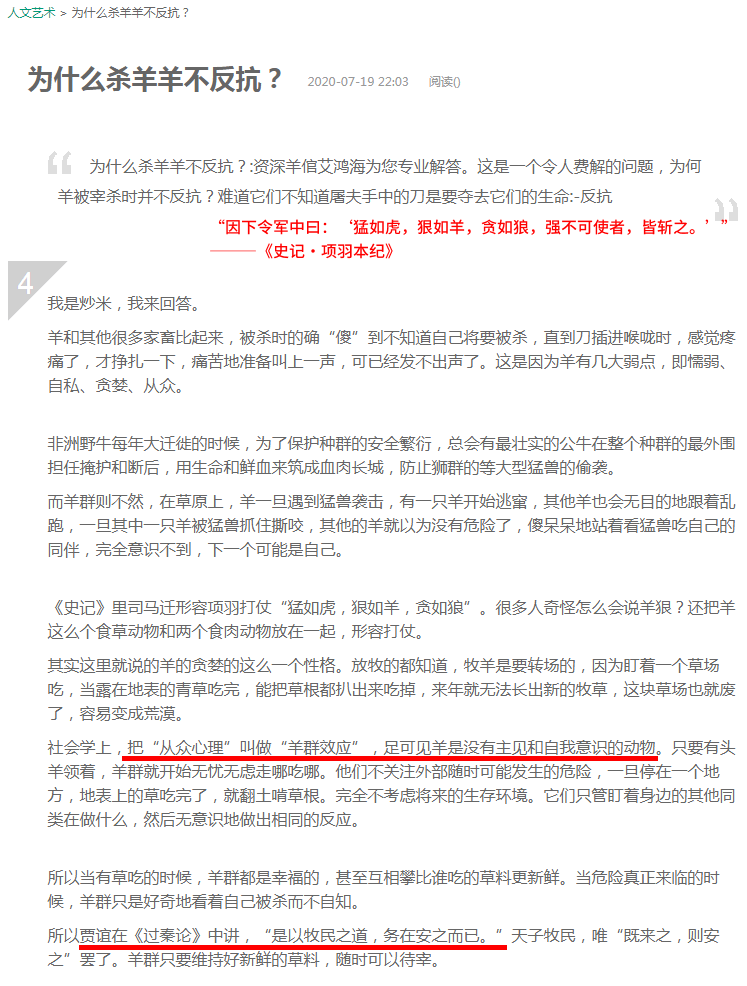 人文艺术 > 为什么杀羊羊不反抗？
为什么杀羊羊不反抗？
2020-07-19 22:03 阅读()
“ 为什么杀羊羊不反抗？:资深羊倌艾鸿海为您专业解答。这是一个令人费解的问题，为何
羊被宰杀时并不反抗？难道它们不知道屠夫手中的刀是要夺去它们的生命:-反抗 ”
“因下令军中曰：‘猛如虎，狠如羊，贪如狼，强不可使者，皆斩之。’”
———《史记·项羽本纪》
4
我是炒米，我来回答。
羊和其他很多家畜比起来，被杀时的确“傻”到不知道自己将要被杀，直到刀插进喉咙时，感觉疼
痛了，才挣扎一下，痛苦地准备叫上一声，可已经发不出声了。这是因为羊有几大弱点，即懦弱、
自私、贪婪、从众。
非洲野牛每年大迁徙的时候，为了保护种群的安全繁衍，总会有最壮实的公牛在整个种群的最外围
担任掩护和断后，用生命和鲜血来筑成血肉长城，防止狮群的等大型猛兽的偷袭。
而羊群则不然，在草原上，羊一旦遇到猛兽袭击，有一只羊开始逃窜，其他羊也会无目的地跟着乱
跑，一旦其中一只羊被猛兽抓住撕咬，其他的羊就以为没有危险了，傻呆呆地站着看猛兽吃自己的
同伴，完全意识不到，下一个可能是自己。
《史记》里司马迁形容项羽打仗“猛如虎，狠如羊，贪如狼”。很多人奇怪怎么会说羊狠？还把羊
这么个食草动物和两个食肉动物放在一起，形容打仗。
其实这里就说的羊的贪婪的这么一个性格。放牧的都知道，牧羊是要转场的，因为盯着一个草场
吃，当露在地表的青草吃完，能把草根都扒出来吃掉，来年就无法长出新的牧草，这块草场也就废
了，容易变成荒漠。
社会学上，把“从众心理”叫做“羊群效应”，足可见羊是没有主见和自我意识的动物。只要有头
羊领着，羊群就开始无忧无虑走哪吃哪。他们不关注外部随时可能发生的危险，一旦停在一个地
方，地表上的草吃完了，就翻土啃草根。完全不考虑将来的生存环境。它们只管盯着身边的其他同
类在做什么，然后无意识地做出相同的反应。
所以当有草吃的时候，羊群都是幸福的，甚至互相攀比谁吃的草料更新鲜。当危险真正来临的时
候，羊群只是好奇地看着自己被杀而不自知。
所以贾谊在《过秦论》中讲，“是以牧民之道，务在安之而已。”天子牧民，唯“既来之，则安
之”罢了。羊群只要维持好新鲜的草料，随时可以待宰。